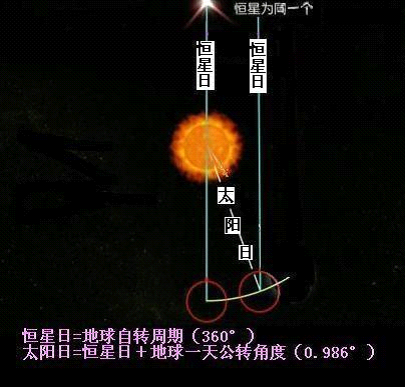 恒星为同一个
恒星日
恒星日
太阳日
恒星日=地球自转周期（360°）
太阳日=恒星日＋地球一天公转角度（0.986°）